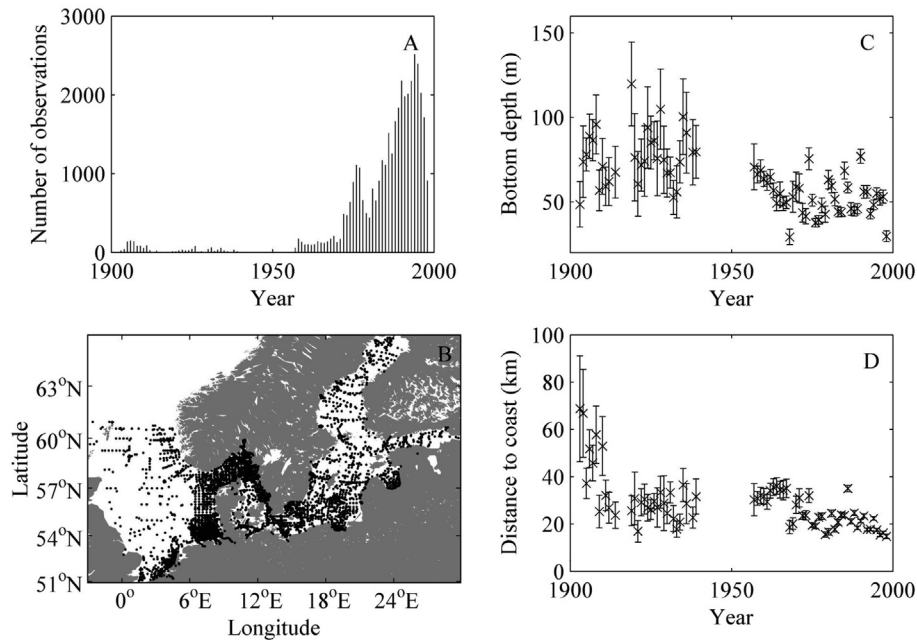 3000
2000
1000
0
1900
1950
2000
Number of observations
Year
A
150
100
50
1900
1950
2000
Bottom depth (m)
Year
C
63°N
60°N
57°N
54°N
51°N
0°
6°E
12°E
18°E
24°E
Latitude
Longitude
B
100
80
60
40
20
0
1900
1950
2000
Distance to coast (km)
Year
D